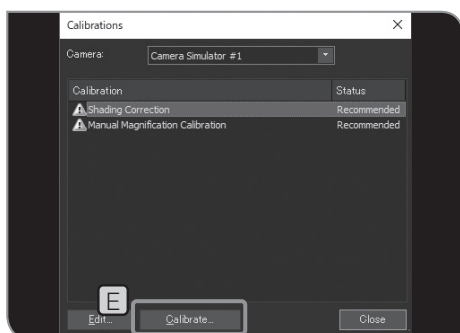 Calibrations
Camera: Camera Simulator #1
Calibration Status
Shading Correction Recommended
Manual Magnification Calibration Recommended
E
Edit... Calibrate... Close